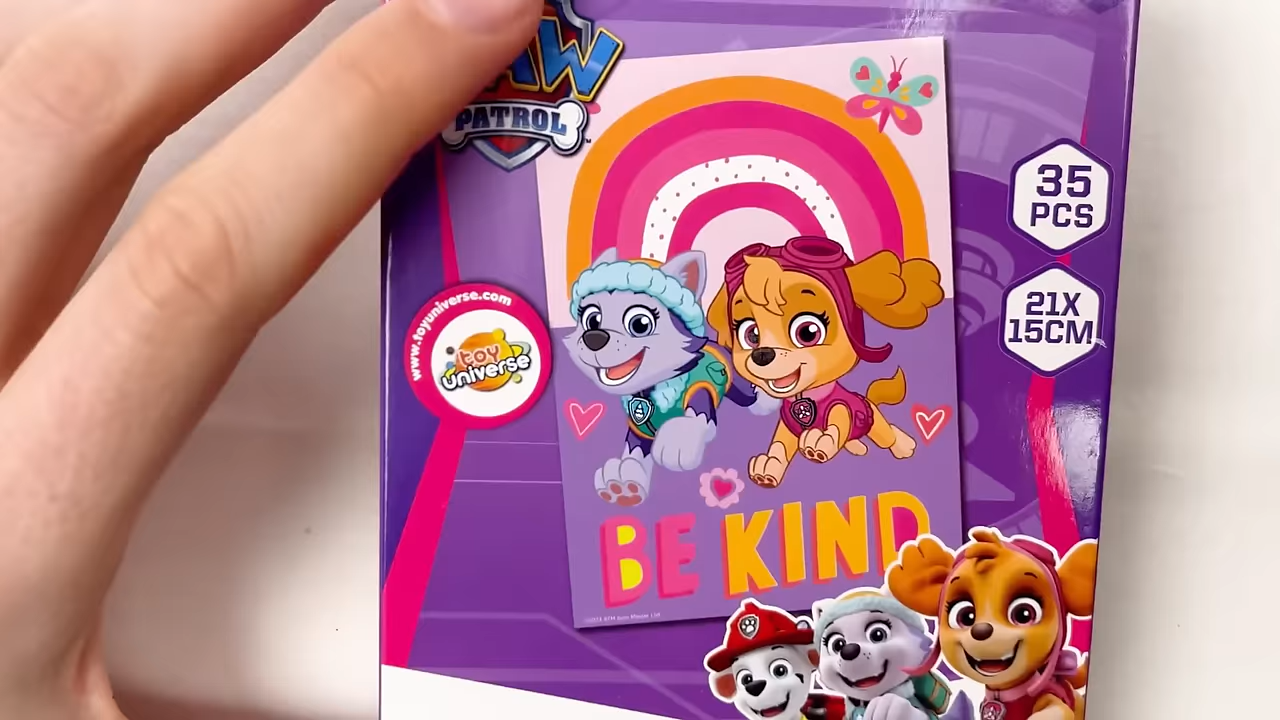 PATROL
35
PCS
21X
15CM
www.toyuniverse.com
toy
universe
BE KIND